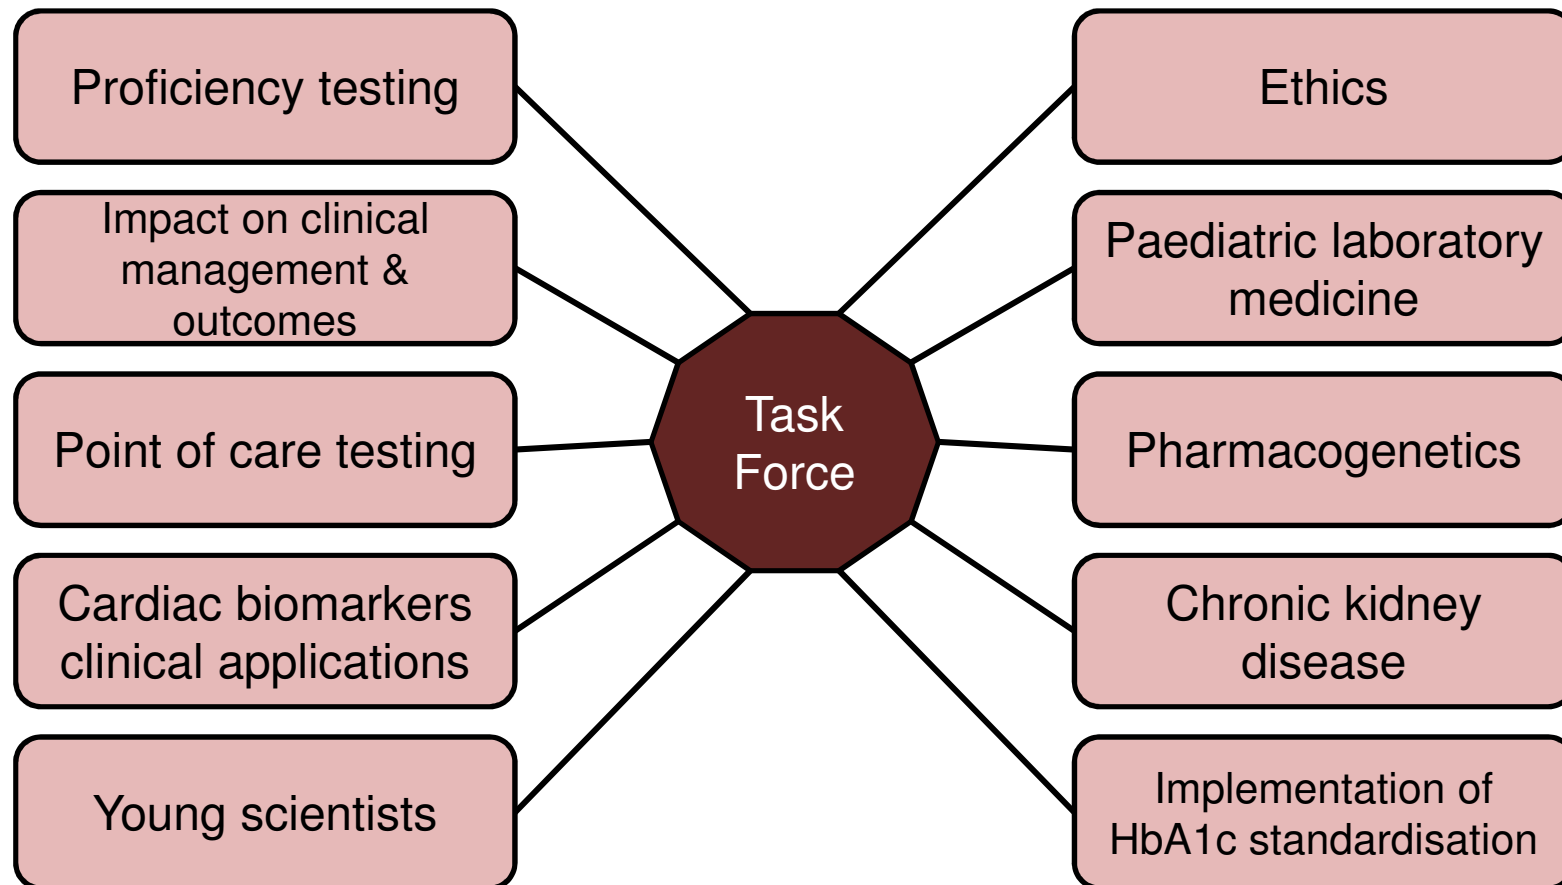 Proficiency testing
Impact on clinical
management &
outcomes
Point of care testing
Cardiac biomarkers
clinical applications
Young scientists
Task
Force
Ethics
Paediatric laboratory
medicine
Pharmacogenetics
Chronic kidney
disease
Implementation of
HbA1c standardisation